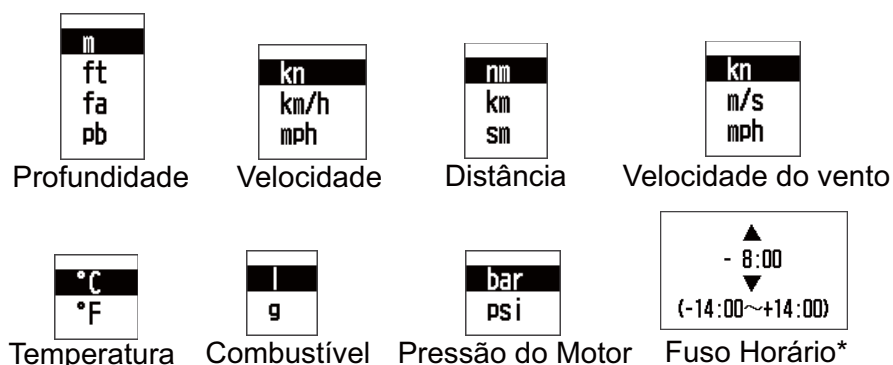 m
ft
fa
pb
Profundidade
kn
km/h
mph
Velocidade
nm
km
sm
Distância
kn
m/s
mph
Velocidade do vento
°C
°F
Temperatura
l
g
Combustível
bar
psi
Pressão do Motor
▲
- 8:00
▼
(-14:00～+14:00)
Fuso Horário*